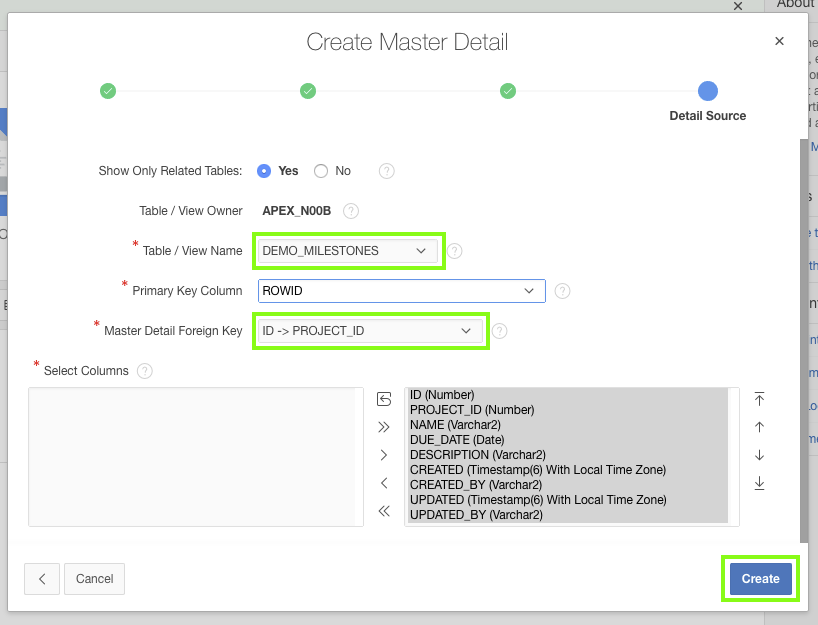 About
Create Master Detail
Detail Source
Show Only Related Tables: Yes No ?
Table / View Owner APEX_N00B ?
* Table / View Name DEMO_MILESTONES ?
* Primary Key Column ROWID ?
* Master Detail Foreign Key ID -> PROJECT_ID ?
* Select Columns ?
ID (Number)
PROJECT_ID (Number)
NAME (Varchar2)
DUE_DATE (Date)
DESCRIPTION (Varchar2)
CREATED (Timestamp(6) With Local Time Zone)
CREATED_BY (Varchar2)
UPDATED (Timestamp(6) With Local Time Zone)
UPDATED_BY (Varchar2)
Cancel
Create